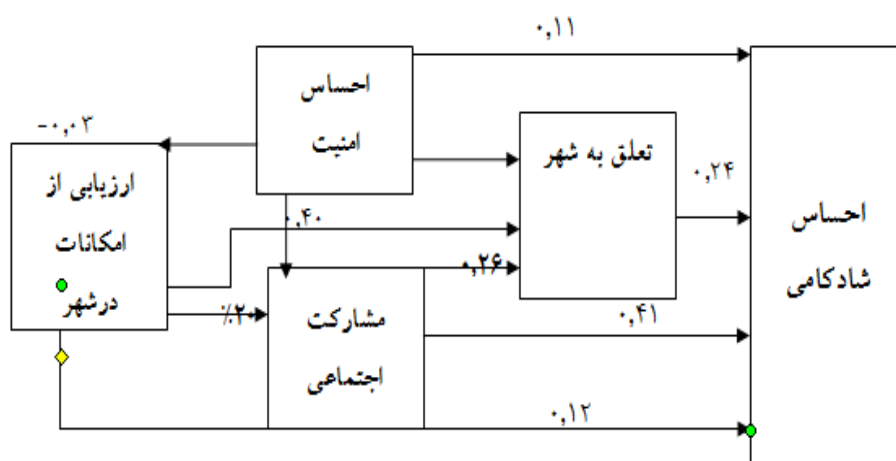 ۰,۱۱
احساس
امنیت
-۰,۰۳
ارزیابی از
امکانات
درشهر
تعلق به شهر
۰,۲۴
احساس
شادکامی
۰,۴۰
۰,۲۶
٪۲۰
مشارکت
اجتماعی
۰,۴۱
۰,۱۲